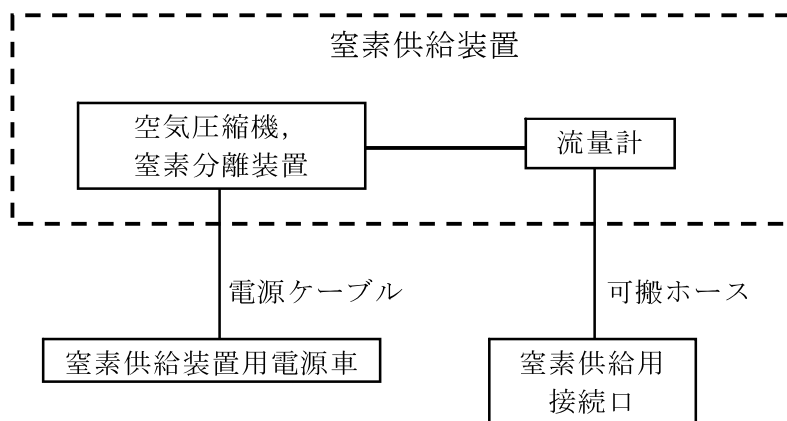 窒素供給装置
空気圧縮機,
窒素分離装置
流量計
電源ケーブル
可搬ホース
窒素供給装置用電源車
窒素供給用
接続口